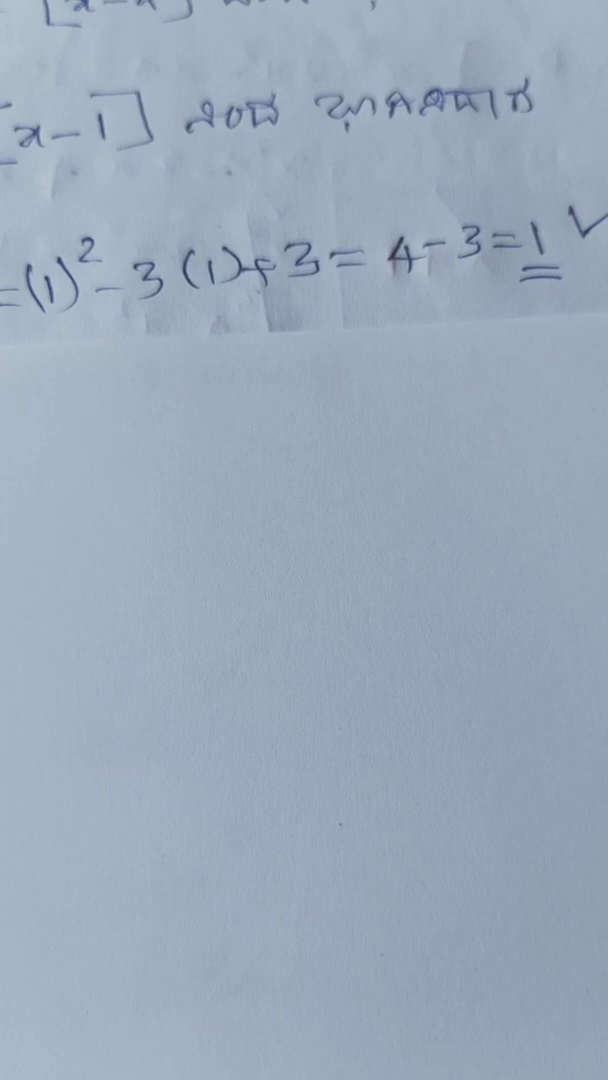 [x-1] ನಿಂದ ಭಾಗಿಸಿದಾಗ
=(1)² - 3 (1)+3 = 4-3=1 ✓